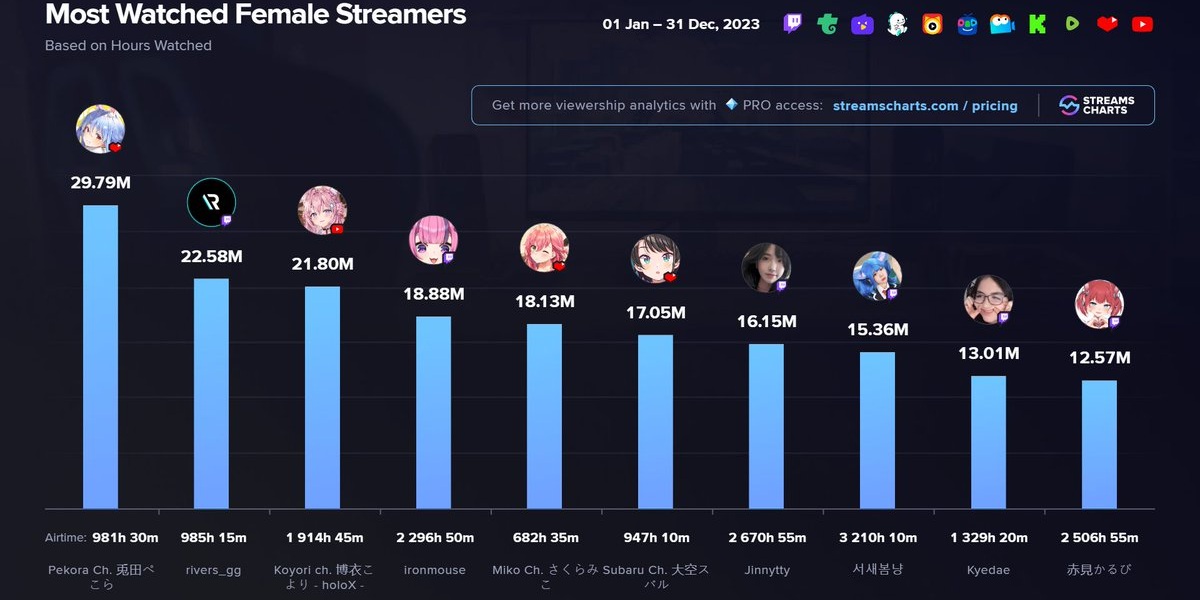 Most Watched Female Streamers
01 Jan – 31 Dec, 2023
Based on Hours Watched
Get more viewership analytics with PRO access: streamscharts.com / pricing
STREAMS
CHARTS
29.79M
22.58M
21.80M
18.88M
18.13M
17.05M
16.15M
15.36M
13.01M
12.57M
Airtime: 981h 30m 985h 15m 1 914h 45m 2 296h 50m 682h 35m 947h 10m 2 670h 55m 3 210h 10m 1 329h 20m 2 506h 55m
Pekora Ch. 兎田ぺ
こら
rivers_gg
Koyori ch. 博衣こ
より - holoX -
ironmouse
Miko Ch. さくらみ
こ
Subaru Ch. 大空ス
バル
Jinnytty
서새봄냥
Kyedae
赤見かるび